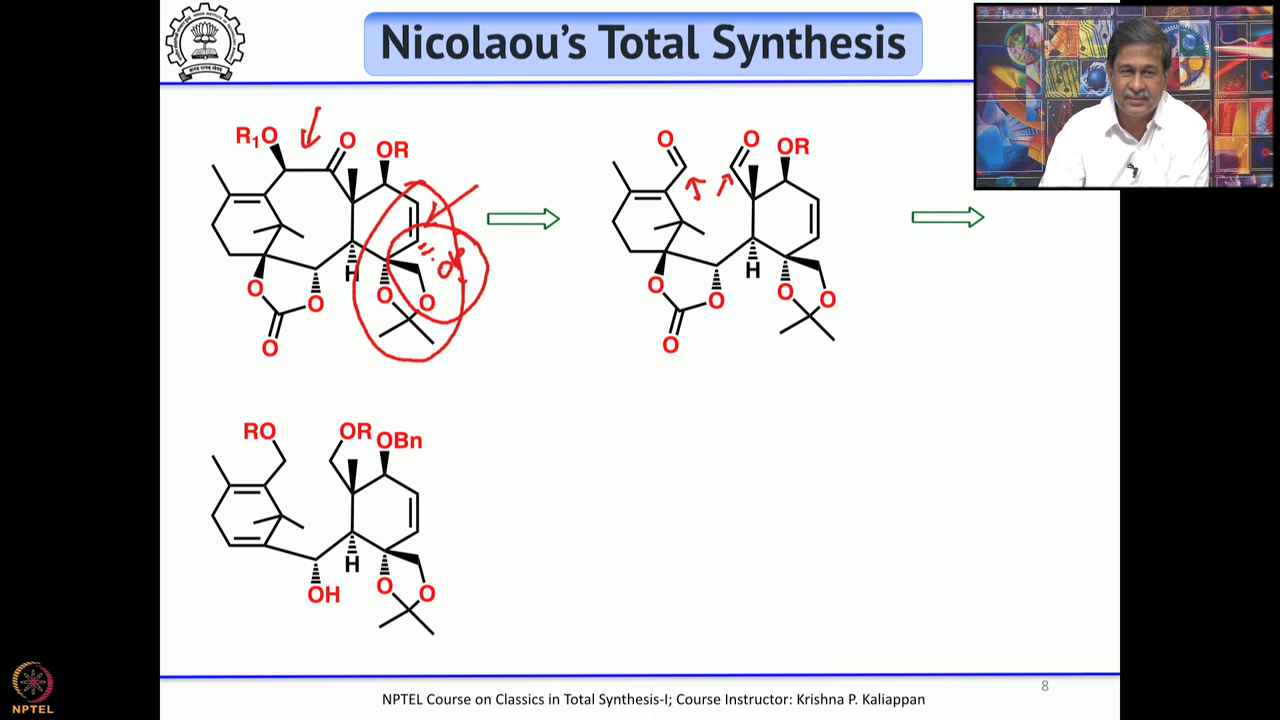 Nicolaou's Total Synthesis
R₁O
O
OR
H
O
O
O
O
O
O
O
OR
H
O
O
O
O
O
RO
OR
OBn
H
OH
O
O
8
NPTEL Course on Classics in Total Synthesis-I; Course Instructor: Krishna P. Kaliappan
NPTEL